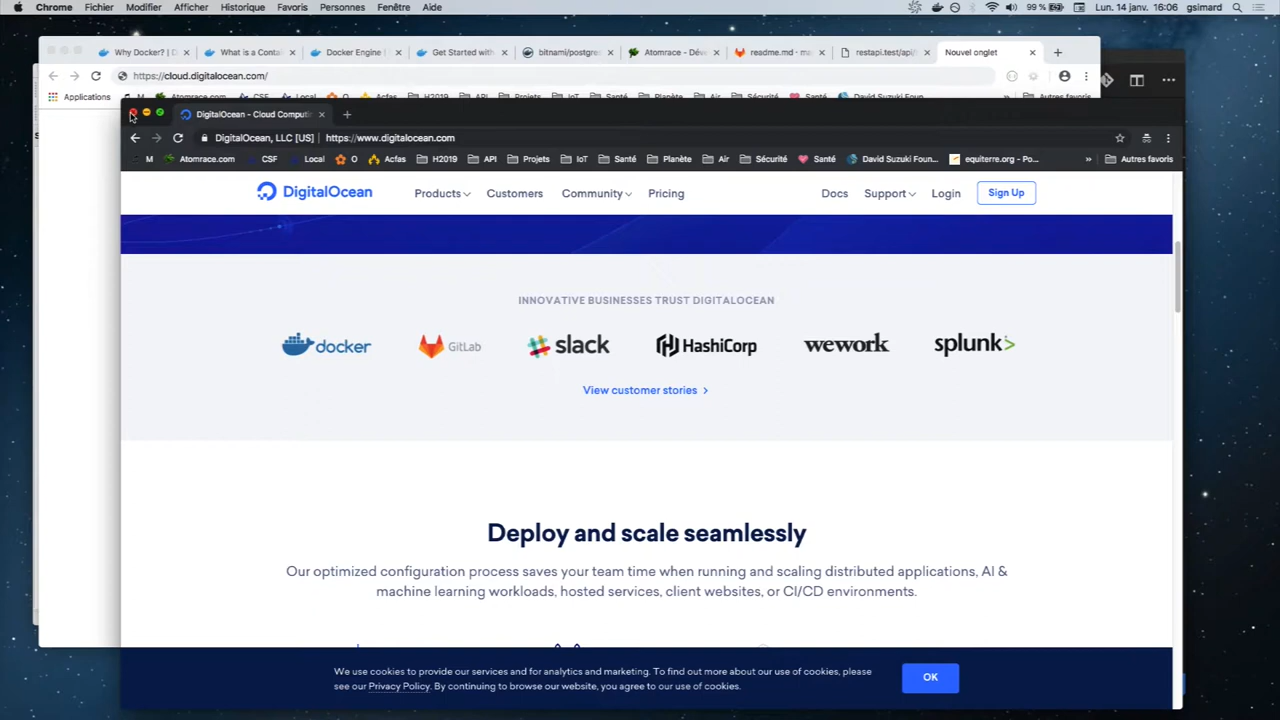 Chrome Fichier Modifier Afficher Historique Favoris Personnes Fenêtre Aide 99 % Lun. 14 janv. 16:06 gsimard
Why Docker? | D What is a Conta Docker Engine Get Started with bitnami/postgre Atomrace - Déve readme.md - ma restapi.test/api/ Nouvel onglet
https://cloud.digitalocean.com/
Applications M Atomrace.com CSF Local Acfas H2019 API Projets IoT Santé Planète Air Sécurité Santé David Suzuki Foun Autres favoris
DigitalOcean - Cloud Computi
DigitalOcean, LLC [US] https://www.digitalocean.com
M Atomrace.com CSF Local O Acfas H2019 API Projets IoT Santé Planète Air Sécurité Santé David Suzuki Foun... equiterre.org - Po... » Autres favoris
DigitalOcean Products Customers Community Pricing Docs Support Login Sign Up
INNOVATIVE BUSINESSES TRUST DIGITALOCEAN
docker GitLab slack HashiCorp wework splunk>
View customer stories >
Deploy and scale seamlessly
Our optimized configuration process saves your team time when running and scaling distributed applications, AI &
machine learning workloads, hosted services, client websites, or CI/CD environments.
We use cookies to provide our services and for analytics and marketing. To find out more about our use of cookies, please
see our Privacy Policy. By continuing to browse our website, you agree to our use of cookies.
OK